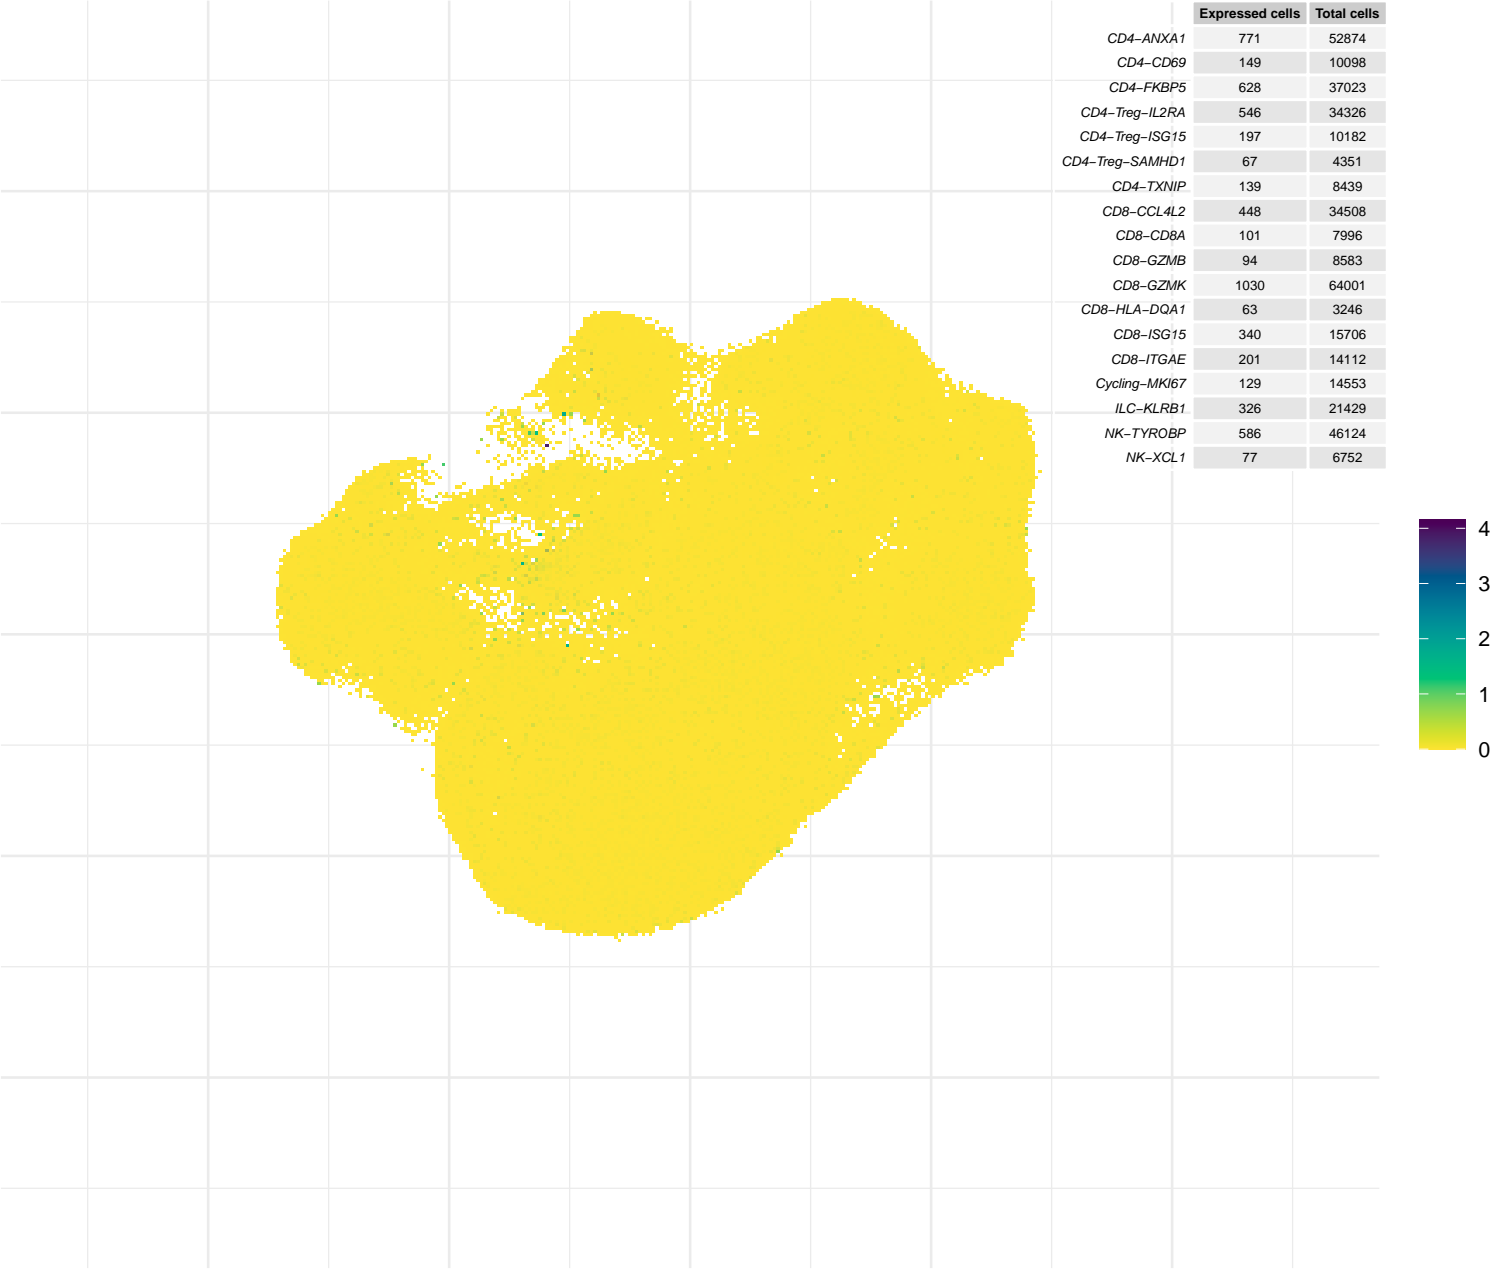 Expressed cells Total cells
CD4−ANXA1 771 52874
CD4−CD69 149 10098
CD4−FKBP5 628 37023
CD4−Treg−IL2RA 546 34326
CD4−Treg−ISG15 197 10182
CD4−Treg−SAMHD1 67 4351
CD4−TXNIP 139 8439
CD8−CCL4L2 448 34508
CD8−CD8A 101 7996
CD8−GZMB 94 8583
CD8−GZMK 1030 64001
CD8−HLA−DQA1 63 3246
CD8−ISG15 340 15706
CD8−ITGAE 201 14112
Cycling−MKI67 129 14553
ILC−KLRB1 326 21429
NK−TYROBP 586 46124
NK−XCL1 77 6752
4
3
2
1
0